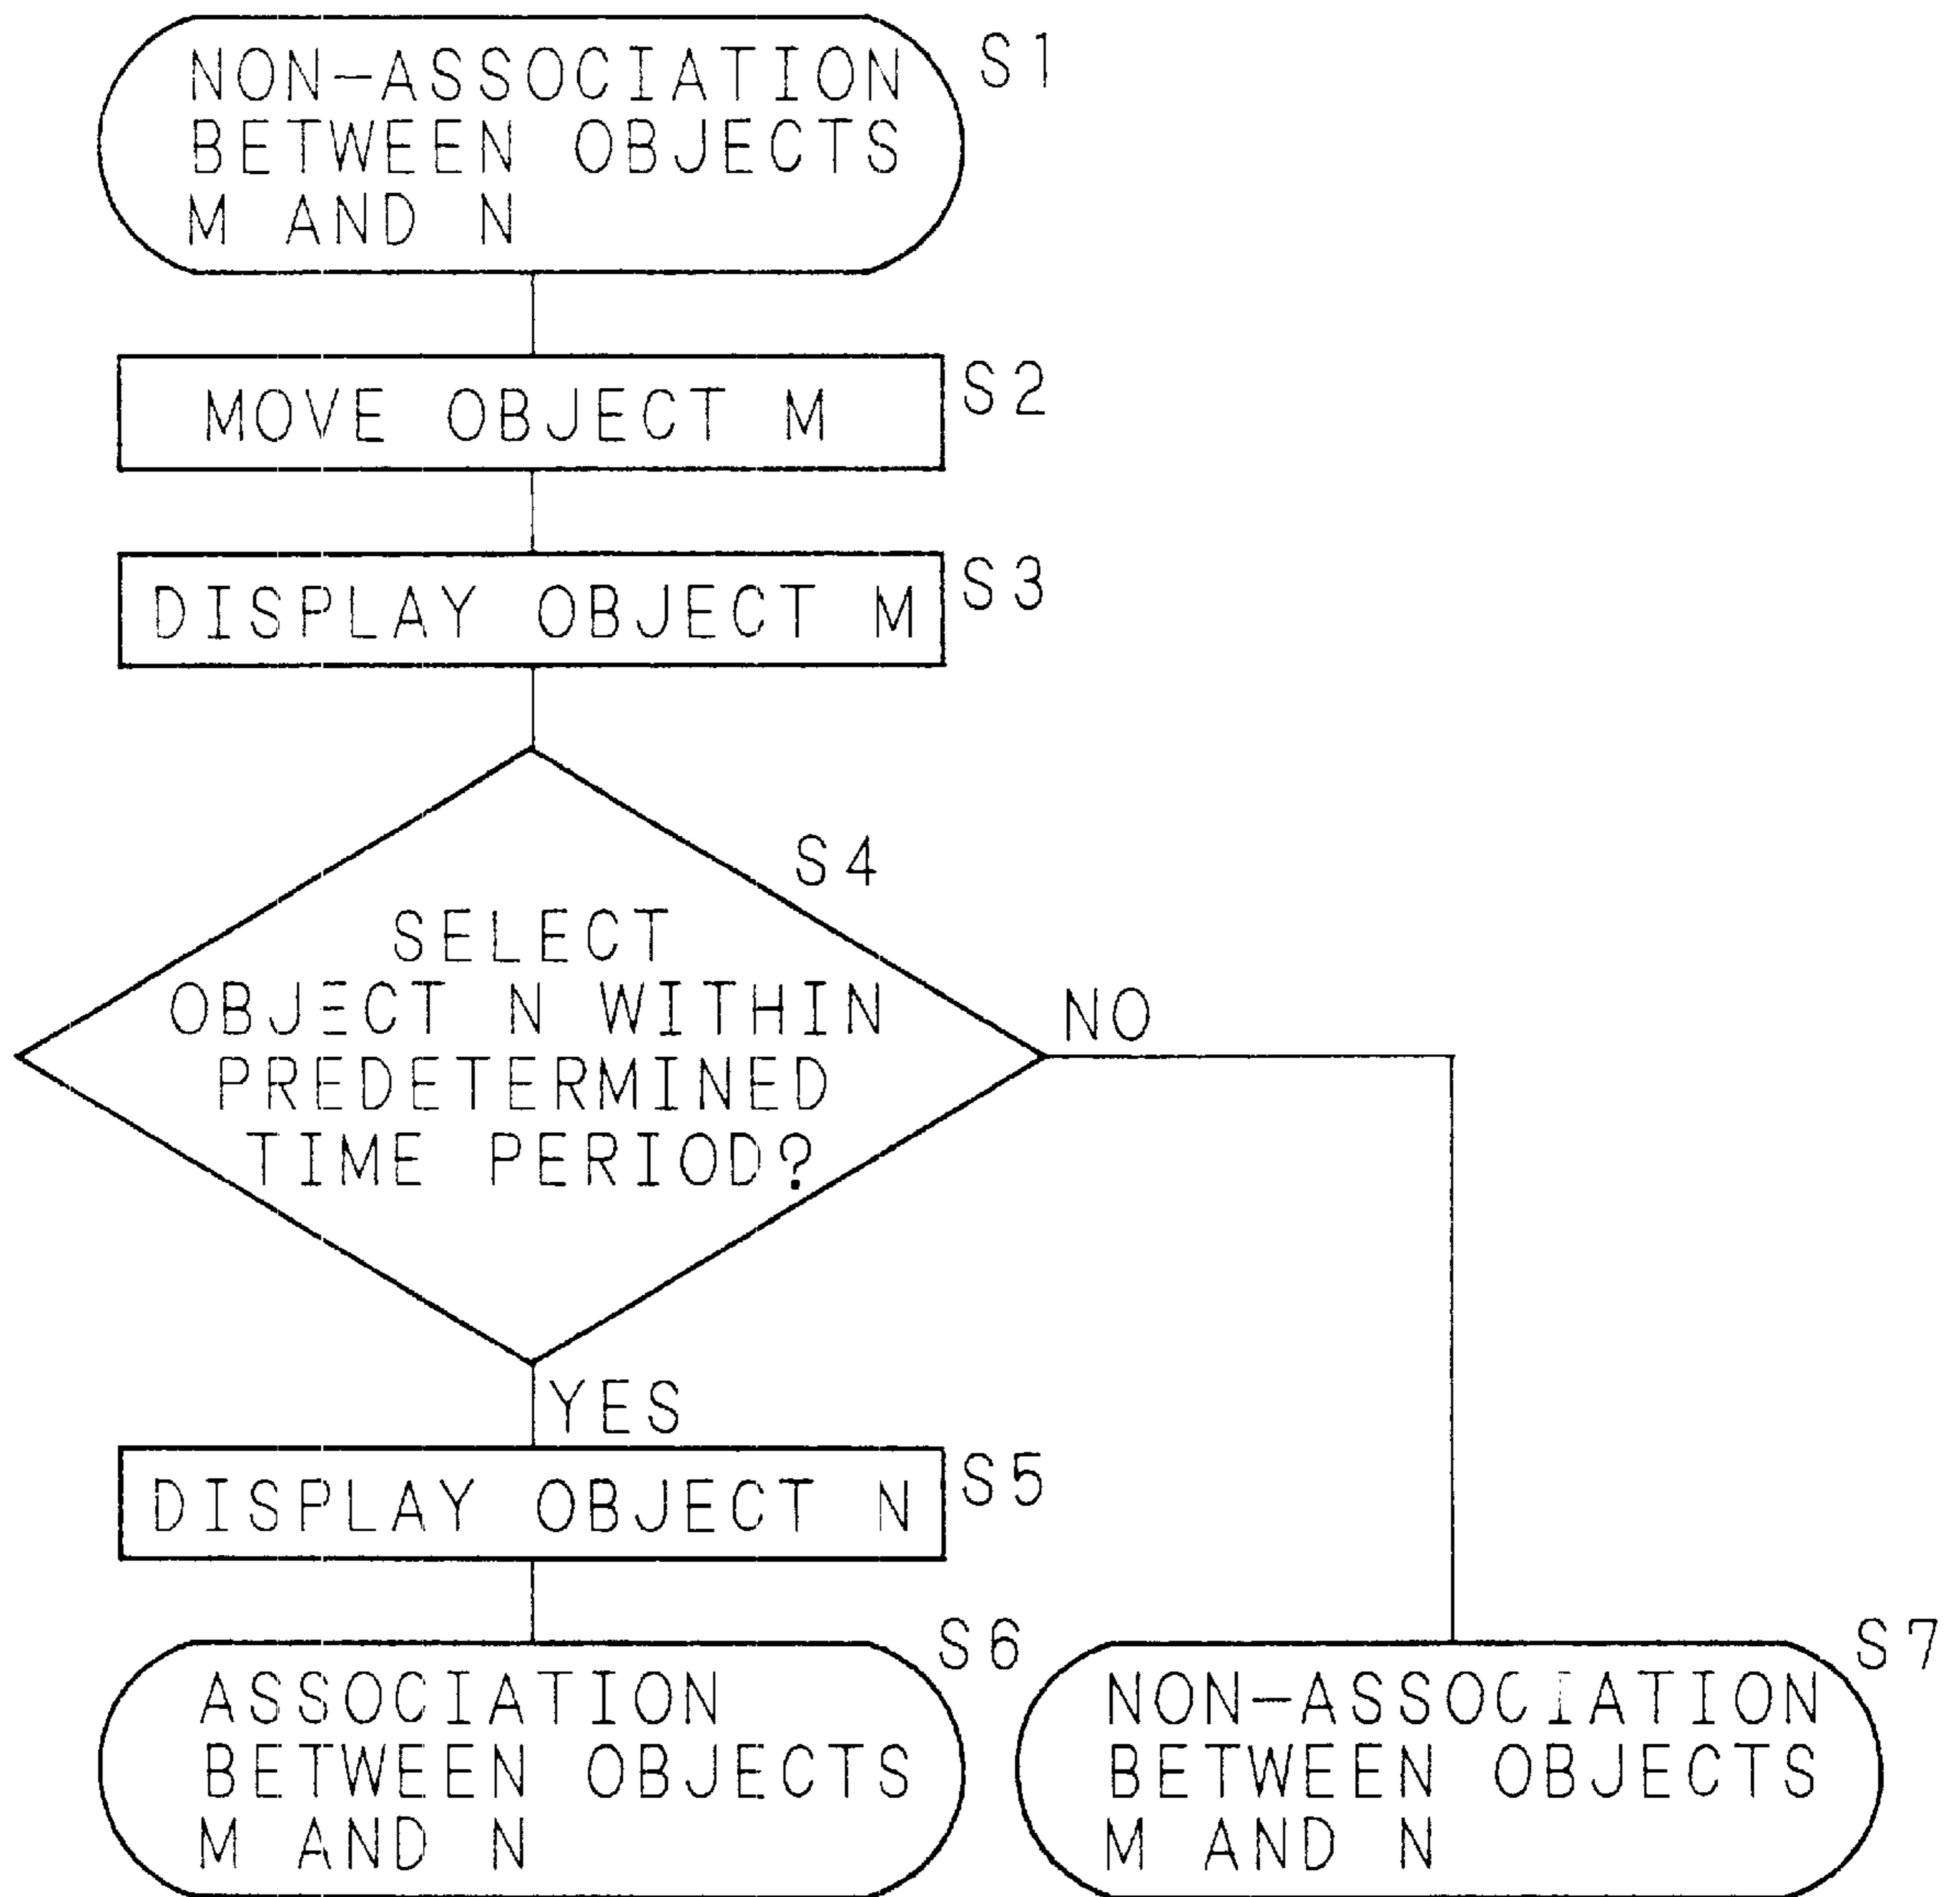 NON-ASSOCIATION
BETWEEN OBJECTS
M AND N
S1
MOVE OBJECT M
S2
DISPLAY OBJECT M
S3
S4
SELECT
OBJECT N WITHIN
PREDETERMINED
TIME PERIOD?
NO
YES
DISPLAY OBJECT N
S5
ASSOCIATION
BETWEEN OBJECTS
M AND N
S6
NON-ASSOCIATION
BETWEEN OBJECTS
M AND N
S7